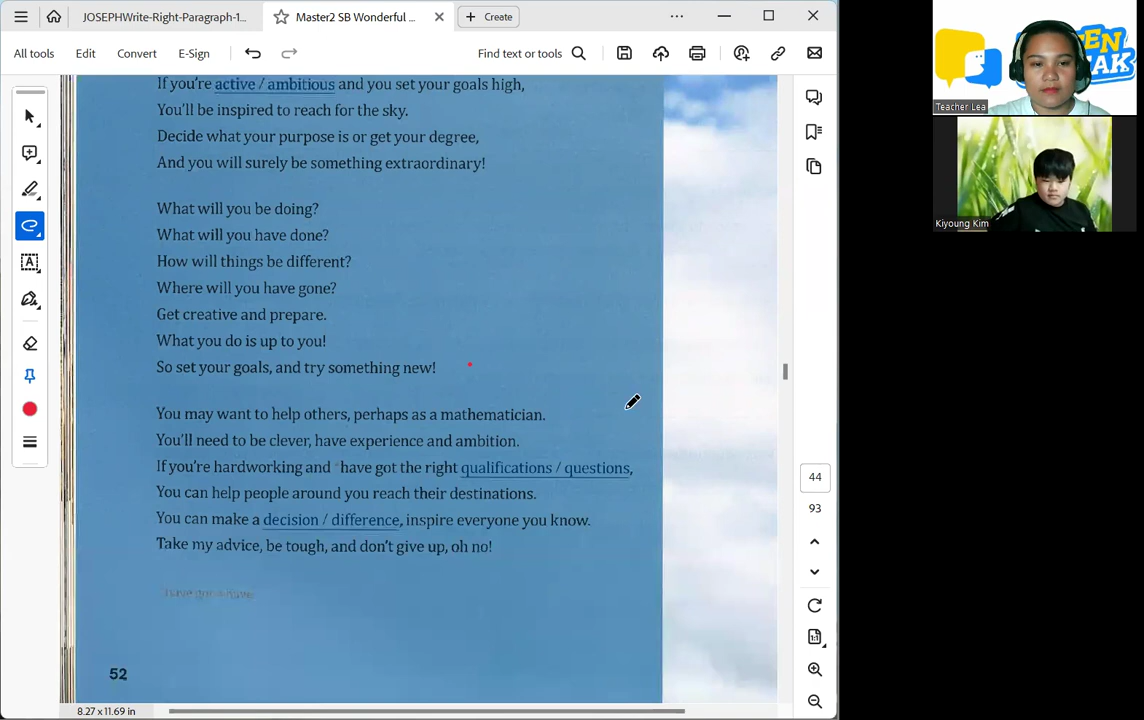 JOSEPHWrite-Right-Paragraph-1...
Master2 SB Wonderful ...
Create
All tools
Edit
Convert
E-Sign
Find text or tools
If you're active / ambitious and you set your goals high,
You'll be inspired to reach for the sky.
Decide what your purpose is or get your degree,
And you will surely be something extraordinary!
What will you be doing?
What will you have done?
How will things be different?
Where will you have gone?
Get creative and prepare.
What you do is up to you!
So set your goals, and try something new!
You may want to help others, perhaps as a mathematician.
You'll need to be clever, have experience and ambition.
If you're hardworking and *have got the right qualifications / questions,
You can help people around you reach their destinations.
You can make a decision / difference, inspire everyone you know.
Take my advice, be tough, and don't give up, oh no!
52
8.27 x 11.69 in
44
93
Teacher Lea
Kiyoung Kim